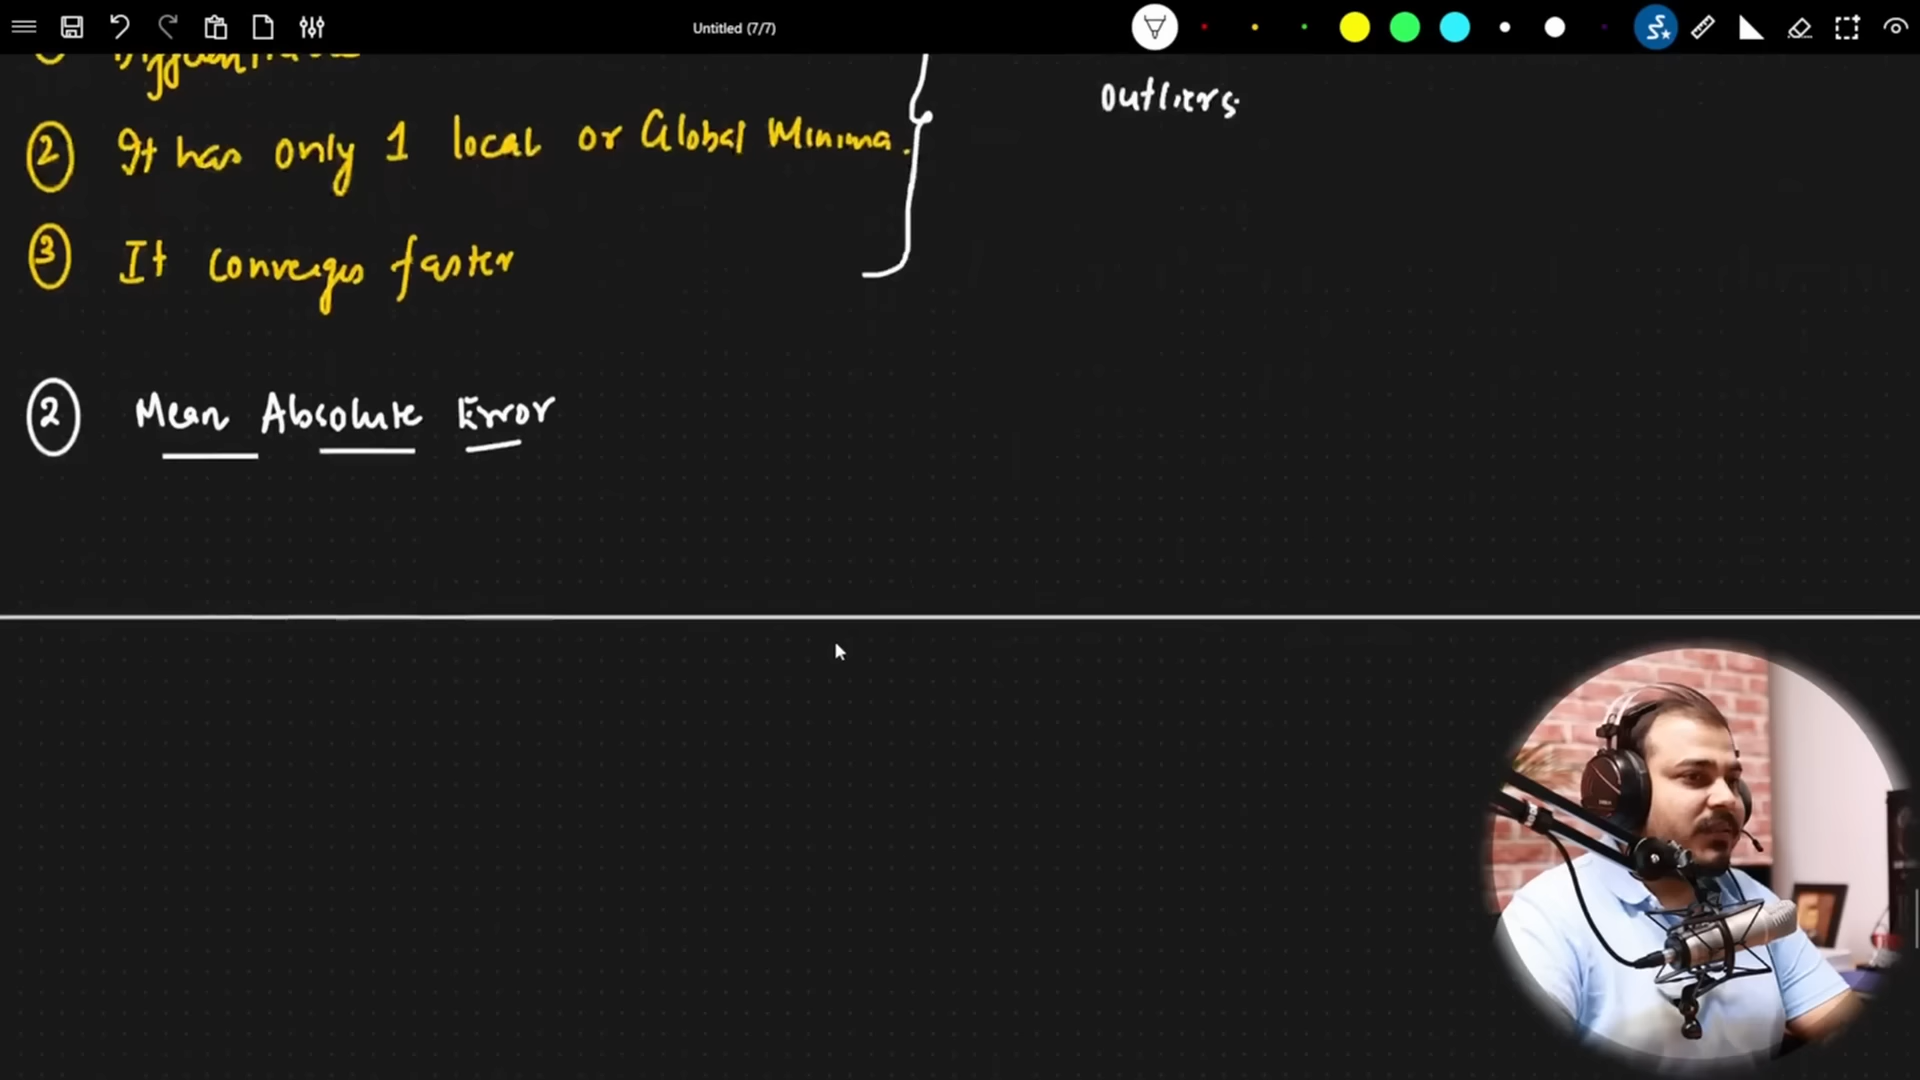 Untitled (7/7)
outliers.
② It has only 1 local or Global Minima.
③ It converges faster
② Mean Absolute Error